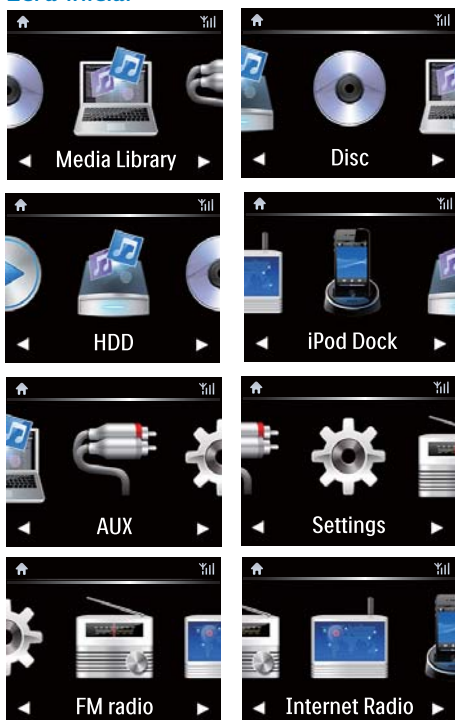 Media Library
Disc
HDD
iPod Dock
AUX
Settings
FM radio
Internet Radio